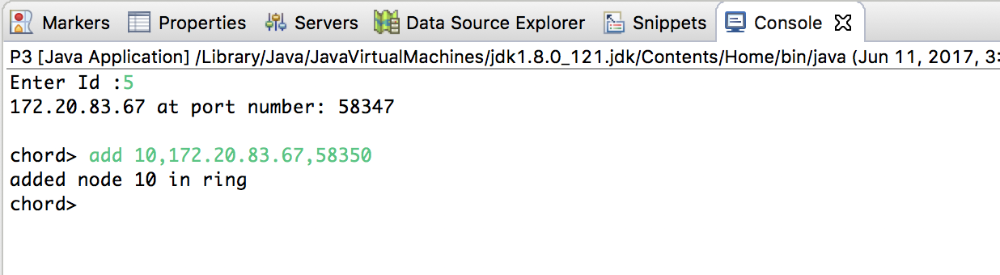 Markers Properties Servers Data Source Explorer Snippets Console
P3 [Java Application] /Library/Java/JavaVirtualMachines/jdk1.8.0_121.jdk/Contents/Home/bin/java (Jun 11, 2017, 3:
Enter Id :5
172.20.83.67 at port number: 58347
chord> add 10,172.20.83.67,58350
added node 10 in ring
chord>